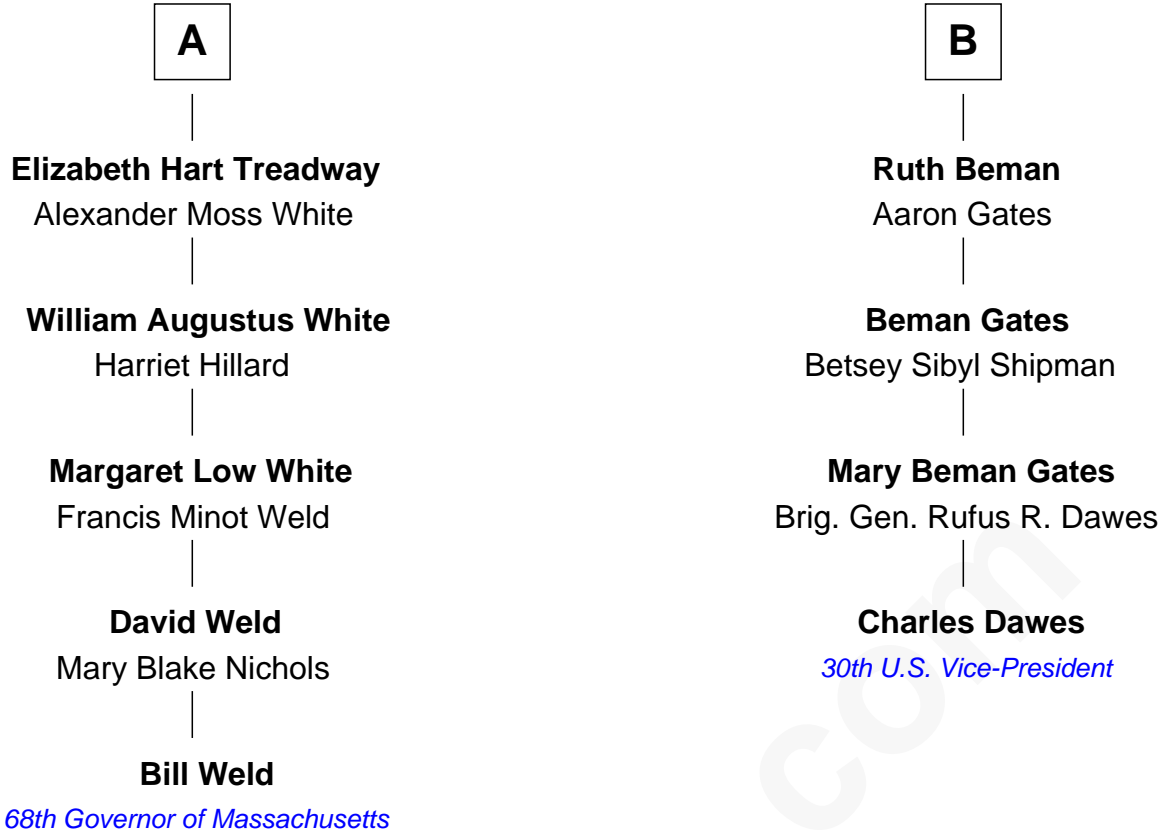 A
Elizabeth Hart Treadway
Alexander Moss White
William Augustus White
Harriet Hillard
Margaret Low White
Francis Minot Weld
David Weld
Mary Blake Nichols
Bill Weld
68th Governor of Massachusetts
B
Ruth Beman
Aaron Gates
Beman Gates
Betsey Sibyl Shipman
Mary Beman Gates
Brig. Gen. Rufus R. Dawes
Charles Dawes
30th U.S. Vice-President
com